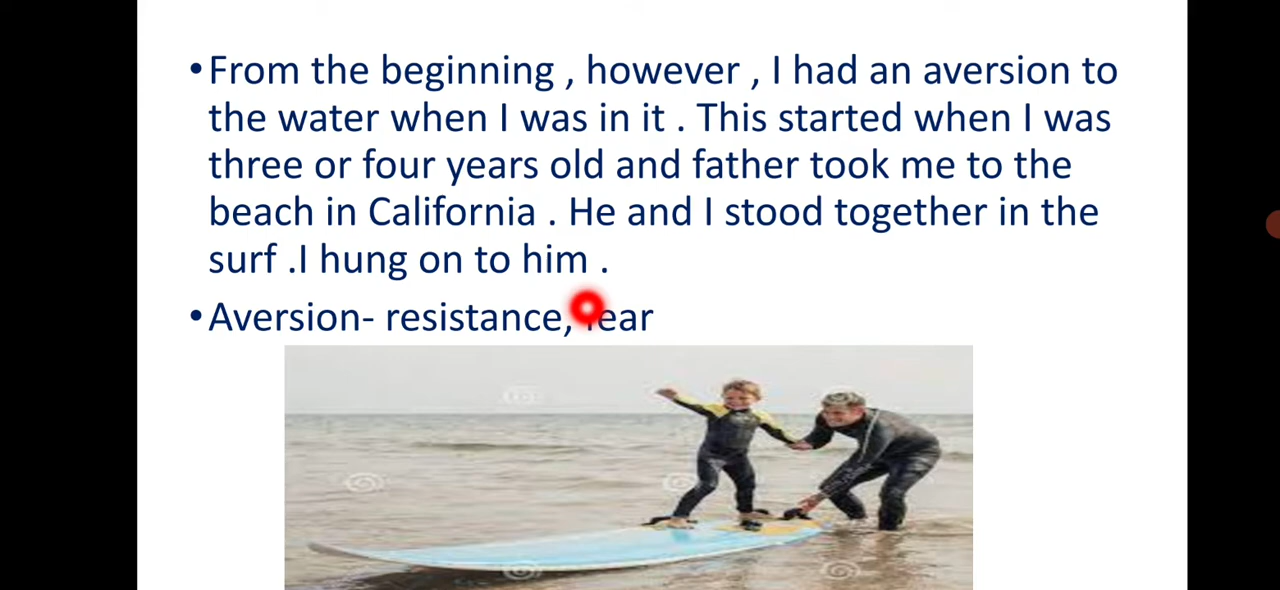 •From the beginning , however , I had an aversion to
the water when I was in it . This started when I was
three or four years old and father took me to the
beach in California . He and I stood together in the
surf .I hung on to him .
•Aversion- resistance, fear